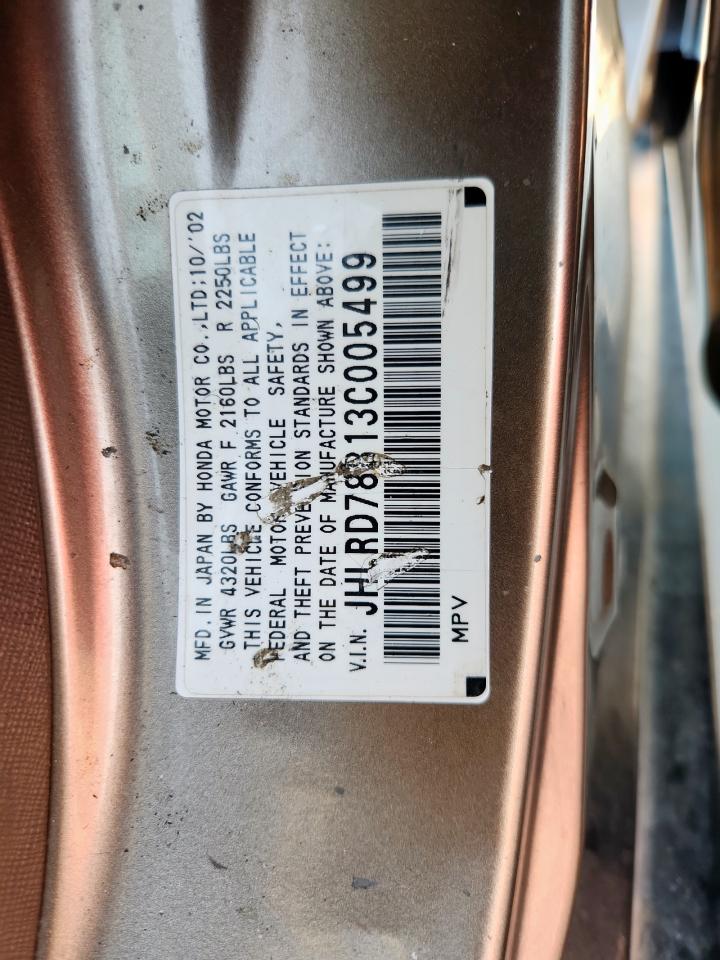 MFD. IN JAPAN BY HONDA MOTOR CO.,LTD:10/'02
GVWR 4320LBS GAWR F 2160LBS R 2250LBS
THIS VEHICLE CONFORMS TO ALL APPLICABLE
FEDERAL MOTOR VEHICLE SAFETY,
AND THEFT PREVENTION STANDARDS IN EFFECT
ON THE DATE OF MANUFACTURE SHOWN ABOVE:
V.I.N. JHLRD78813C005499
MPV